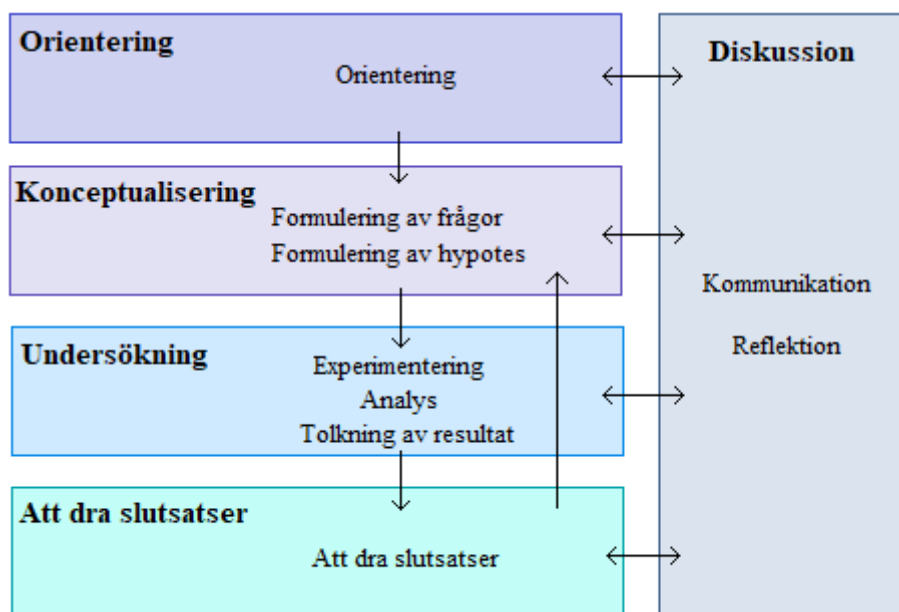 Orientering
Orientering
Konceptualisering
Formulering av frågor
Formulering av hypotes
Undersökning
Experimentering
Analys
Tolkning av resultat
Att dra slutsatser
Att dra slutsatser
Diskussion
Kommunikation
Reflektion